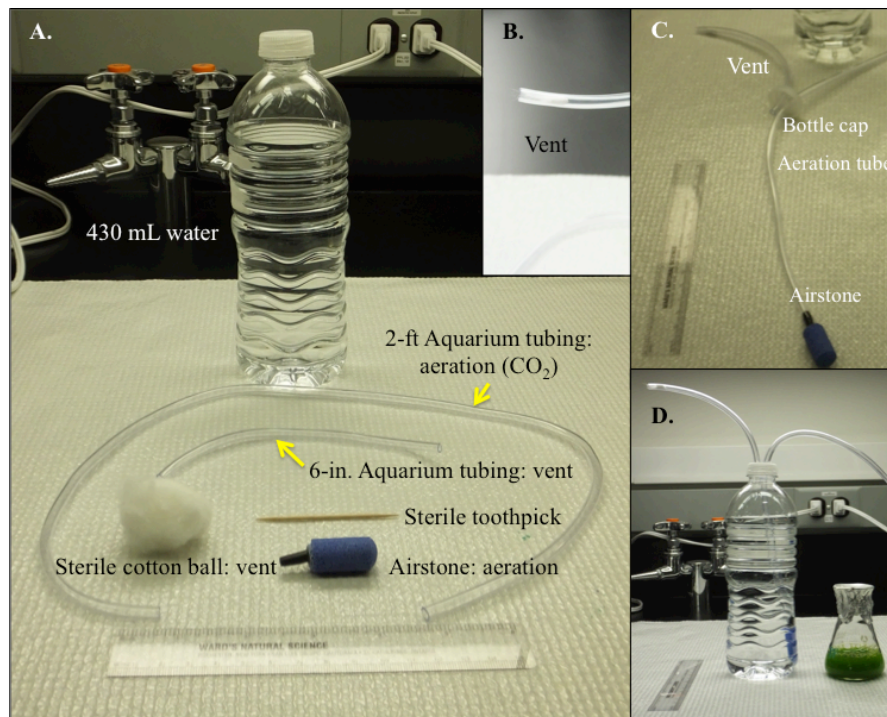 A.
430 mL water
2-ft Aquarium tubing:
aeration (CO₂)
6-in. Aquarium tubing: vent
Sterile toothpick
Sterile cotton ball: vent
Airstone: aeration
WARD'S NATURAL SCIENCE
B.
Vent
C.
Vent
Bottle cap
Aeration tube
Airstone
D.